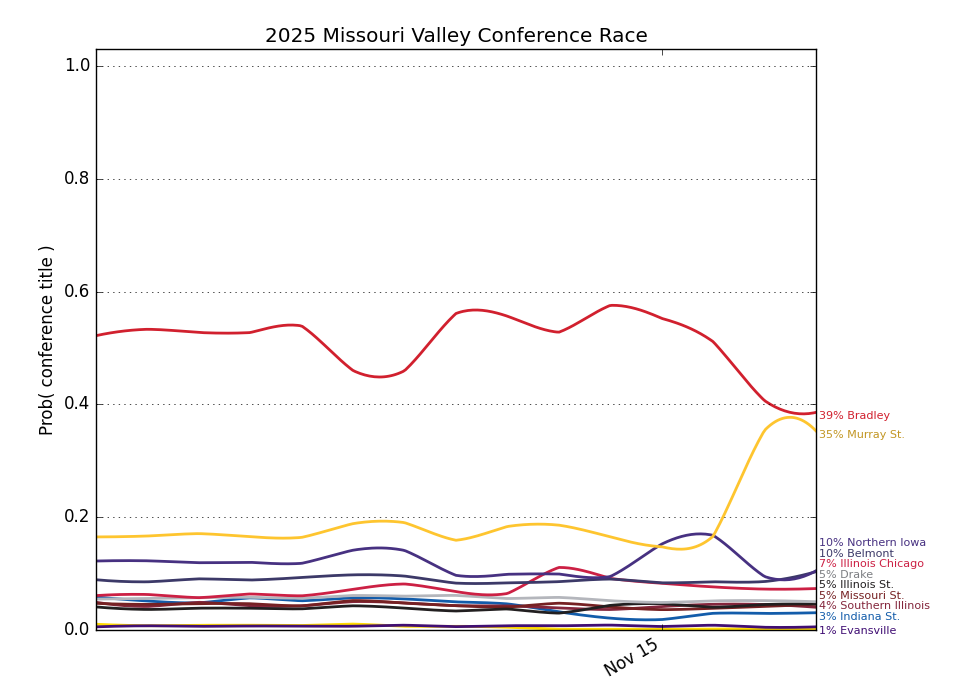 2025 Missouri Valley Conference Race
1.0
0.8
0.6
0.4
0.2
0.0
Prob( conference title )
39% Bradley
35% Murray St.
10% Northern Iowa
10% Belmont
7% Illinois Chicago
5% Drake
5% Illinois St.
5% Missouri St.
4% Southern Illinois
3% Indiana St.
1% Evansville
Nov 15